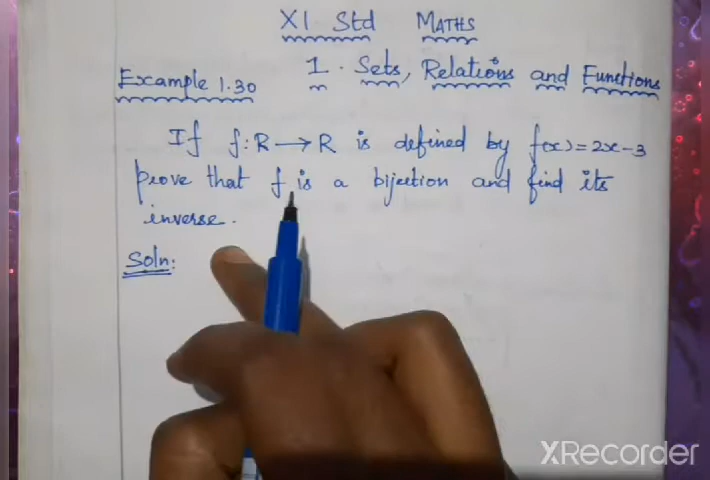 XI Std Maths
1. Sets, Relations and Functions
Example 1.30
If f: R → R is defined by f(x) = 2x - 3
prove that f is a bijection and find its
inverse.
Soln:
XRecorder